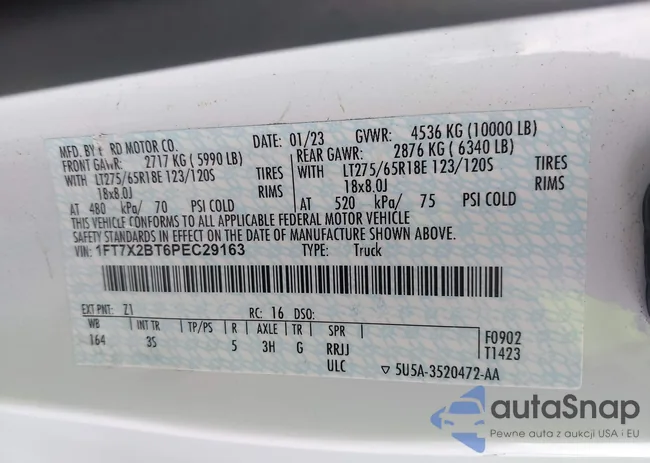 MFD. BY F RD MOTOR CO. DATE: 01/23 GVWR: 4536 KG (10000 LB)
FRONT GAWR: 2717 KG (5990 LB) REAR GAWR: 2876 KG (6340 LB)
WITH LT275/65R18E 123/120S TIRES WITH LT275/65R18E 123/120S TIRES
18x8.0J RIMS 18x8.0J RIMS
AT 480 kPa/ 70 PSI COLD AT 520 kPa/ 75 PSI COLD
THIS VEHICLE CONFORMS TO ALL APPLICABLE FEDERAL MOTOR VEHICLE
SAFETY STANDARDS IN EFFECT ON THE DATE OF MANUFACTURE SHOWN ABOVE.
VIN: 1FT7X2BT6PEC29163 TYPE: Truck
EXT PNT: Z1 RC: 16 DSO:
WB INT TR TP/PS R AXLE TR SPR F0902
164 3S 5 3H G RRJJ T1423
ULC 5U5A-3520472-AA
autaSnap
Pewne auta z aukcji USA i EU